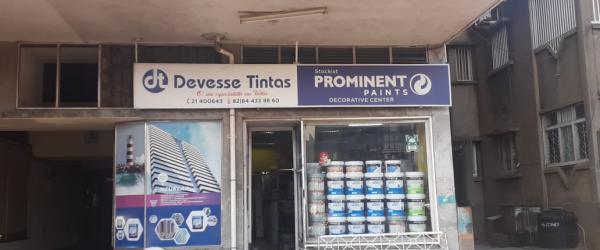 dt Devesse Tintas
O seu especialista em Tintas
21 400643 82|84 433 98 60
Stockist
PROMINENT
PAINTS
DECORATIVE CENTER